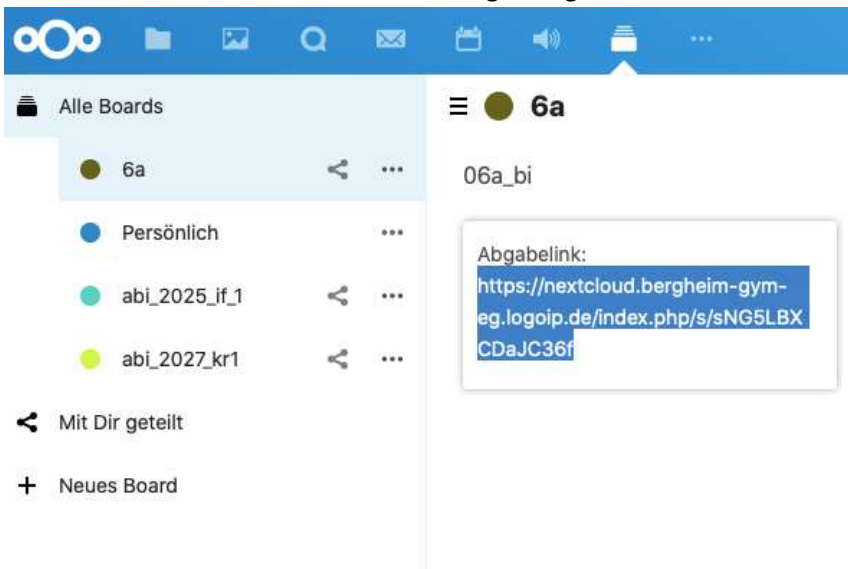 Alle Boards
6a
Persönlich
abi_2025_if_1
abi_2027_kr1
Mit Dir geteilt
Neues Board
6a
06a_bi
Abgabelink:
https://nextcloud.bergheim-gym-
eg.logoip.de/index.php/s/sNG5LBX
CDaJC36f